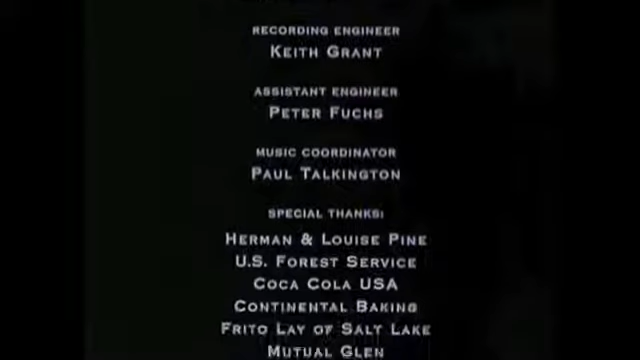 RECORDING ENGINEER
KEITH GRANT
ASSISTANT ENGINEER
PETER FUCHS
MUSIC COORDINATOR
PAUL TALKINGTON
SPECIAL THANKS:
HERMAN & LOUISE PINE
U.S. FOREST SERVICE
COCA COLA USA
CONTINENTAL BAKING
FRITO LAY OF SALT LAKE
MUTUAL GLEN